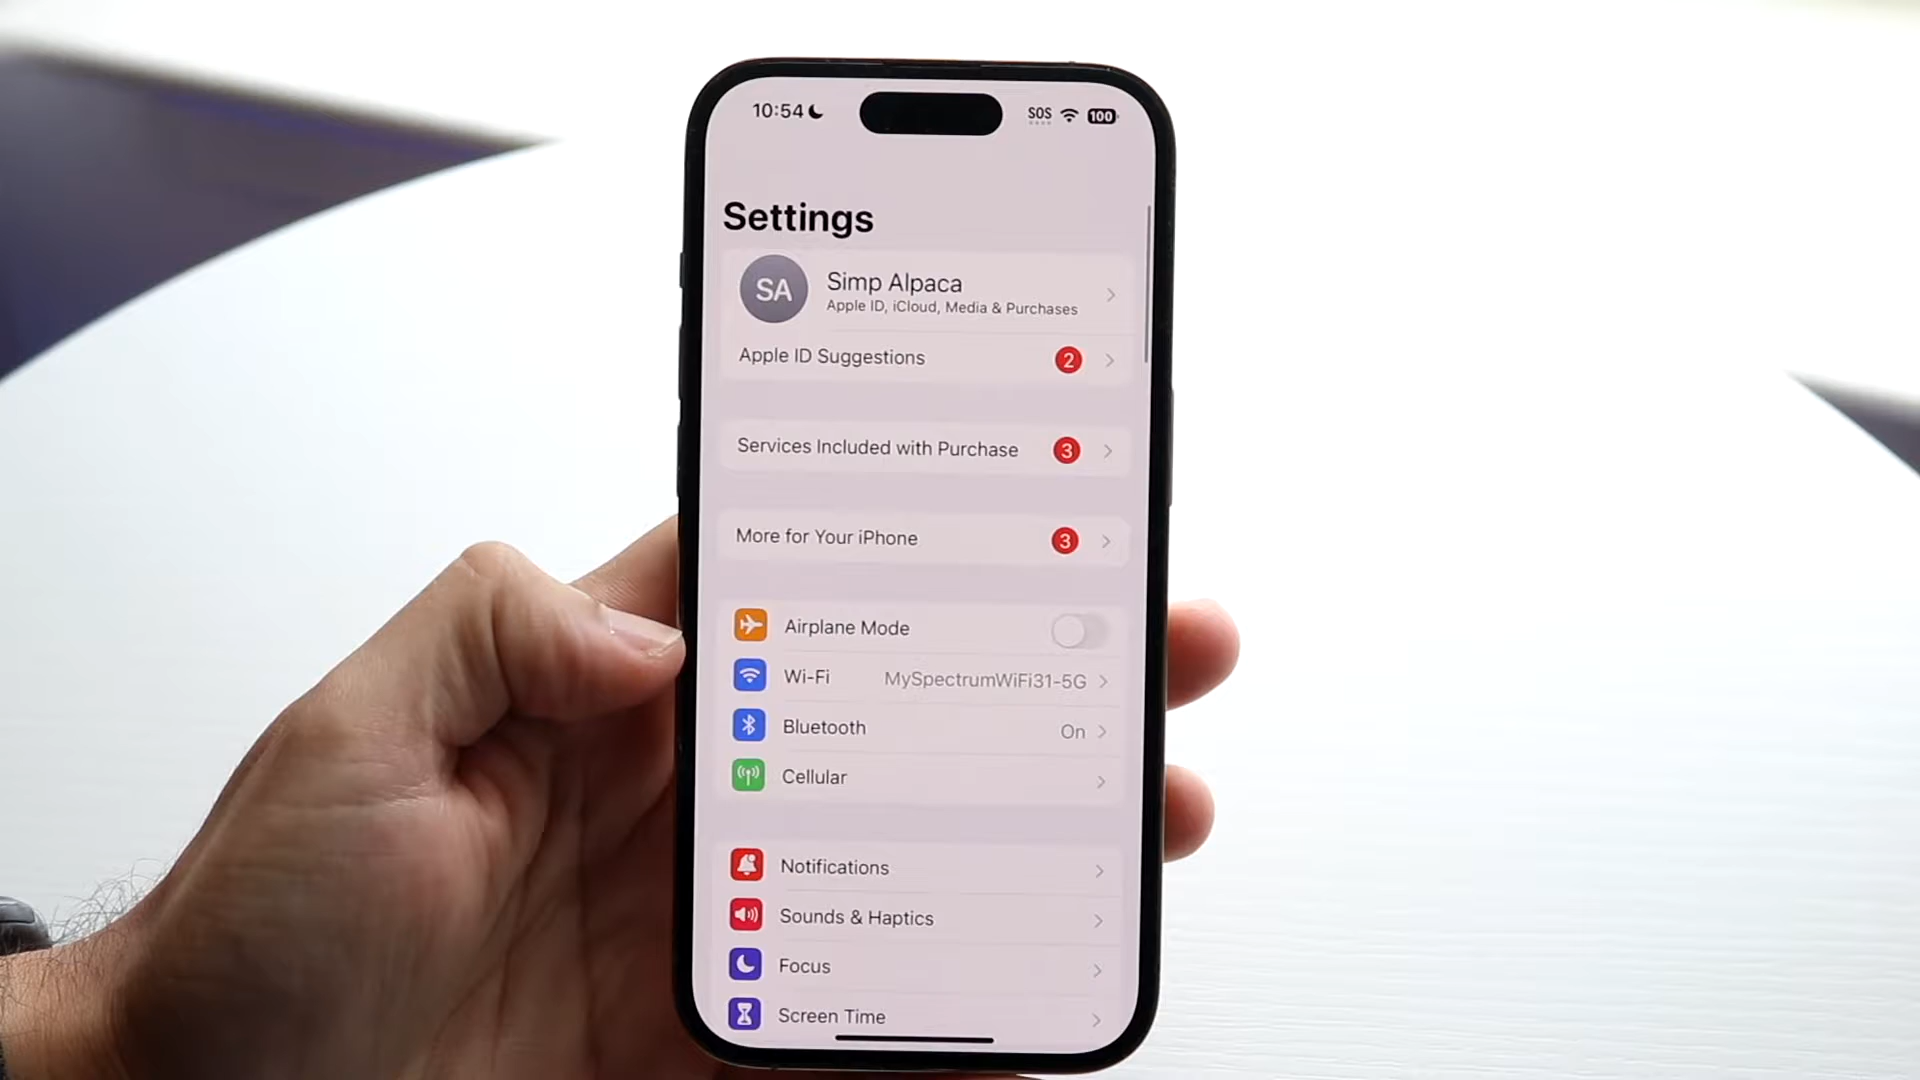 10:54 SOS 100
Settings
SA
Simp Alpaca
Apple ID, iCloud, Media & Purchases
Apple ID Suggestions 2
Services Included with Purchase 3
More for Your iPhone 3
Airplane Mode
Wi-Fi MySpectrumWiFi31-5G
Bluetooth On
Cellular
Notifications
Sounds & Haptics
Focus
Screen Time